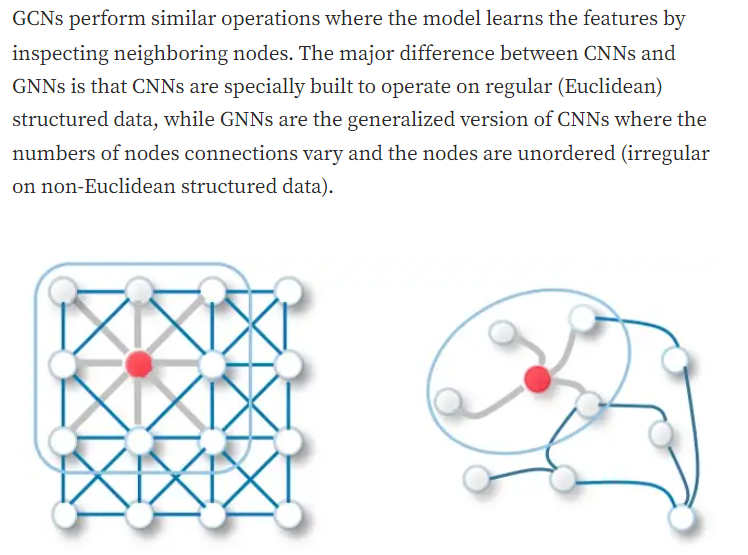 GCNs perform similar operations where the model learns the features by
inspecting neighboring nodes. The major difference between CNNs and
GNNs is that CNNs are specially built to operate on regular (Euclidean)
structured data, while GNNs are the generalized version of CNNs where the
numbers of nodes connections vary and the nodes are unordered (irregular
on non-Euclidean structured data).